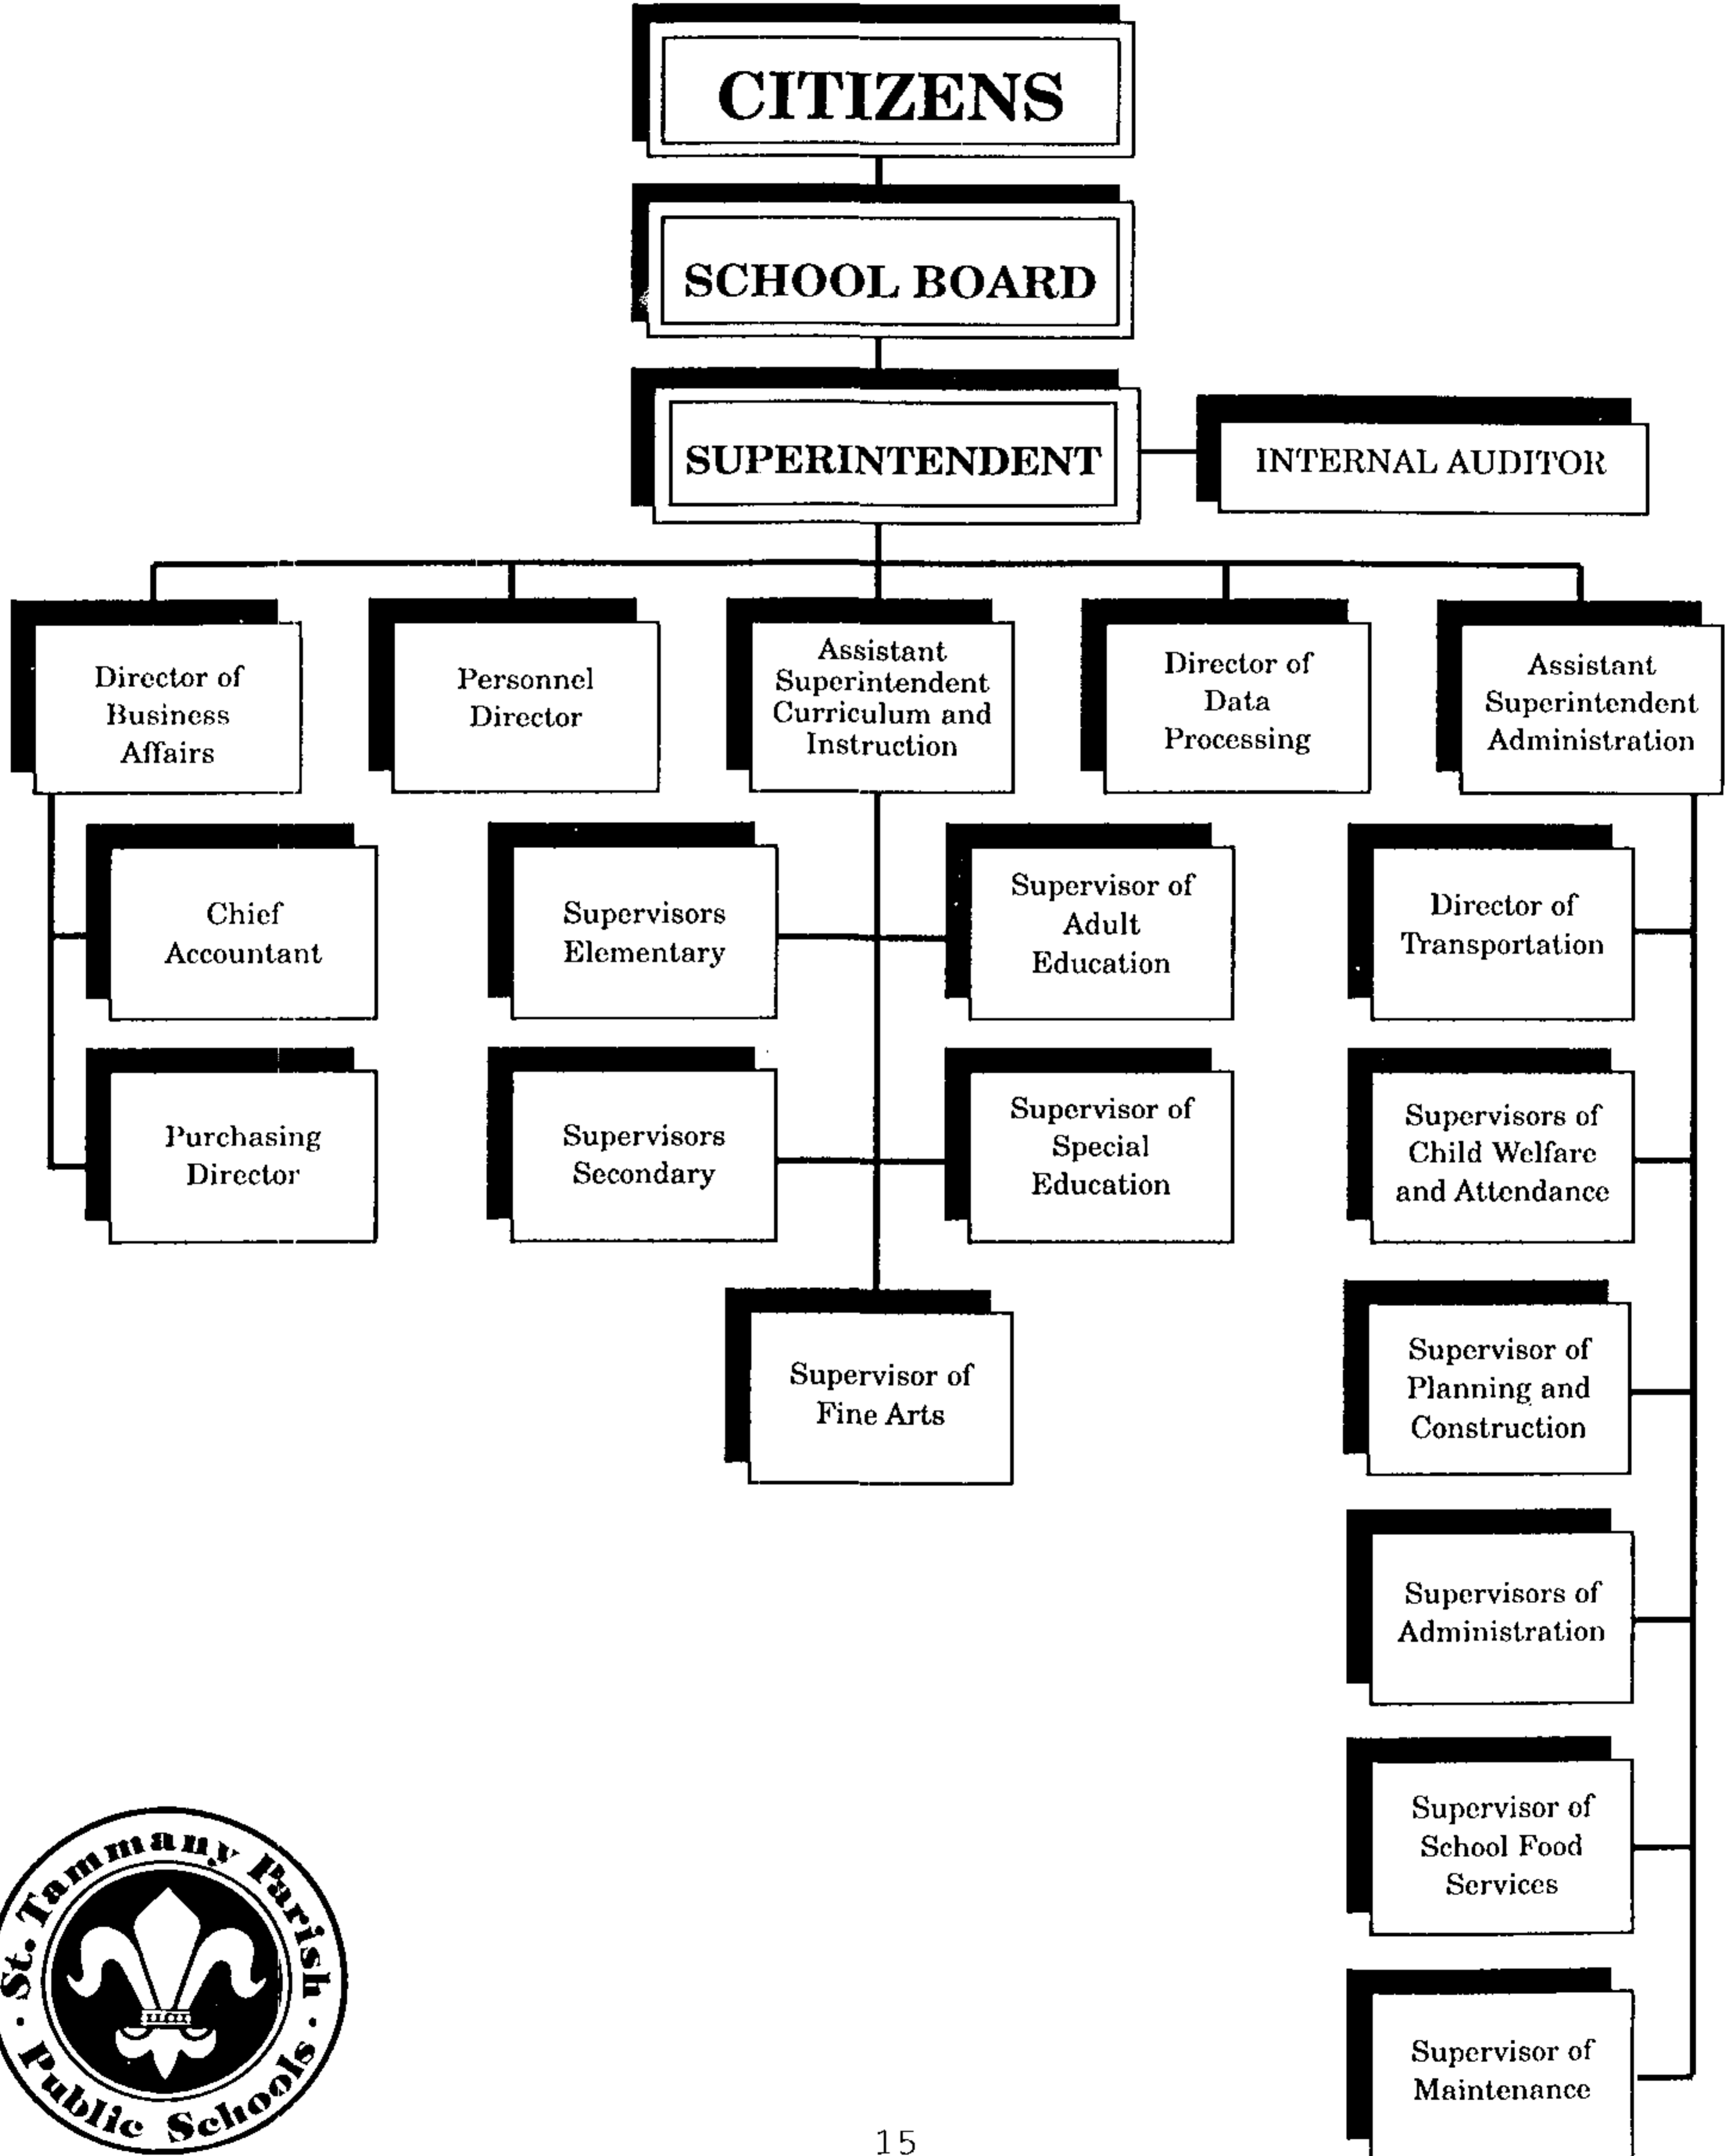 CITIZENS
SCHOOL BOARD
SUPERINTENDENT
INTERNAL AUDITOR
Director of
Business
Affairs
Personnel
Director
Assistant
Superintendent
Curriculum and
Instruction
Director of
Data
Processing
Assistant
Superintendent
Administration
Chief
Accountant
Supervisors
Elementary
Supervisor of
Adult
Education
Director of
Transportation
Purchasing
Director
Supervisors
Secondary
Supervisor of
Special
Education
Supervisors of
Child Welfare
and Attendance
Supervisor of
Fine Arts
Supervisor of
Planning and
Construction
Supervisors of
Administration
Supervisor of
School Food
Services
Supervisor of
Maintenance
St. Tammany Parish
· Public Schools ·
15